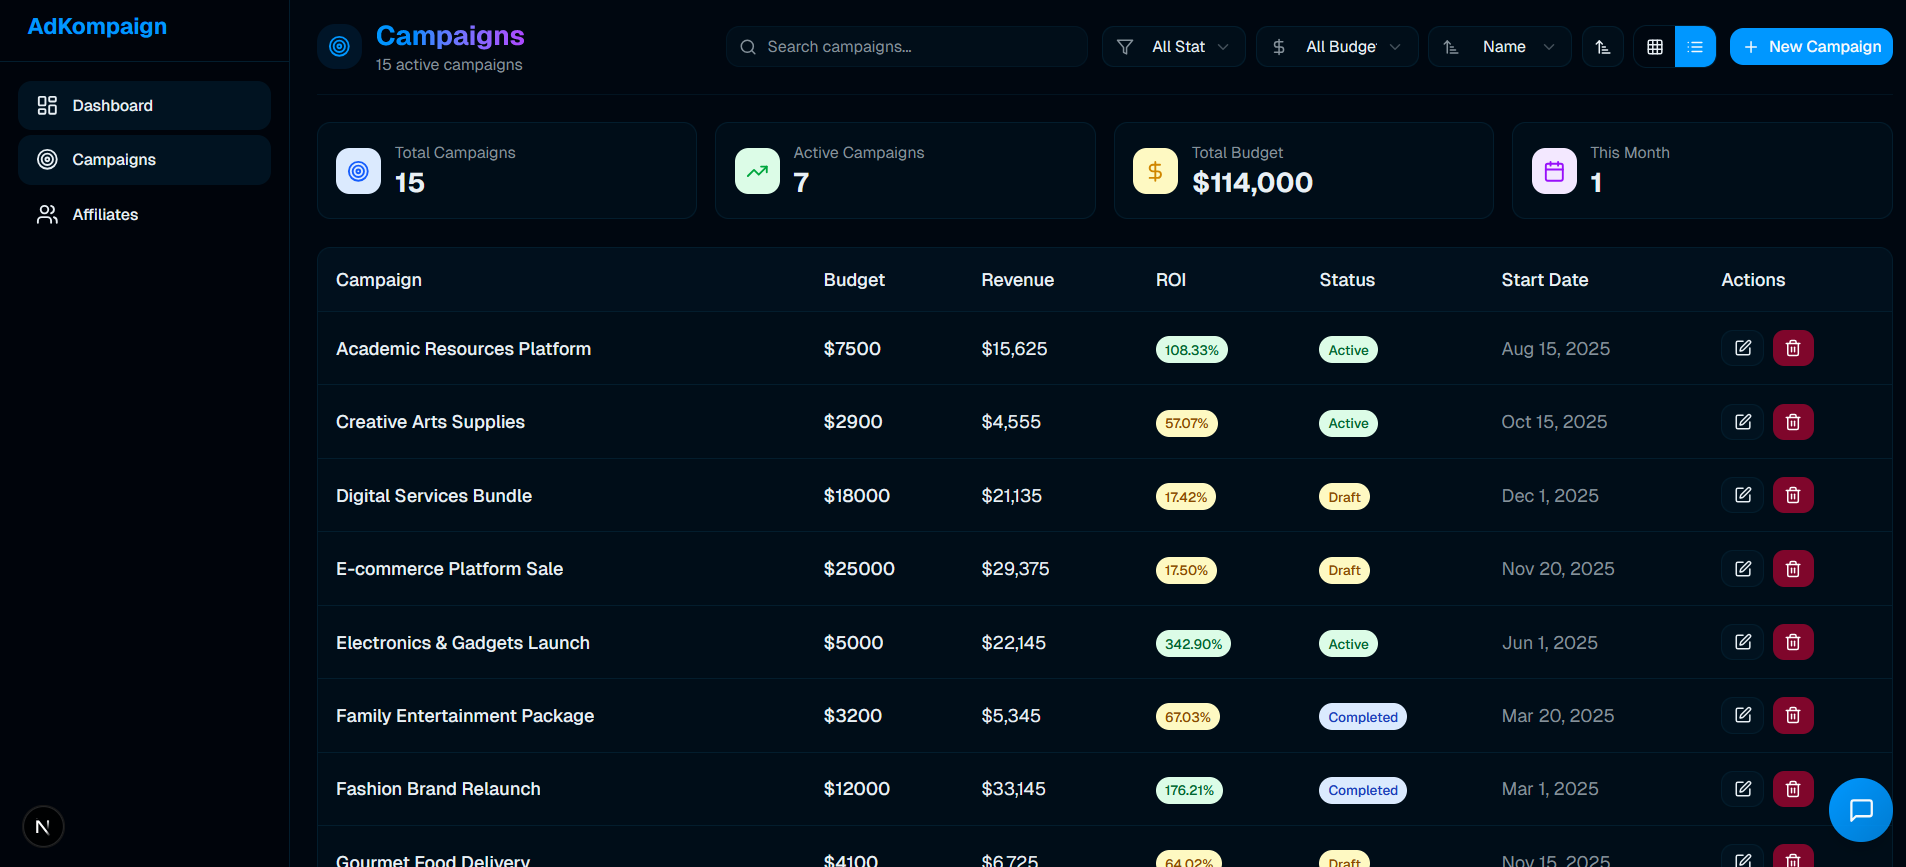 AdKompaign
Dashboard
Campaigns
Affiliates
N
Campaigns
15 active campaigns
Search campaigns...
All Stat
All Budge
Name
New Campaign
Total Campaigns
15
Active Campaigns
7
Total Budget
$114,000
This Month
1
Campaign Budget Revenue ROI Status Start Date Actions
Academic Resources Platform $7500 $15,625 108.33% Active Aug 15, 2025
Creative Arts Supplies $2900 $4,555 57.07% Active Oct 15, 2025
Digital Services Bundle $18000 $21,135 17.42% Draft Dec 1, 2025
E-commerce Platform Sale $25000 $29,375 17.50% Draft Nov 20, 2025
Electronics & Gadgets Launch $5000 $22,145 342.90% Active Jun 1, 2025
Family Entertainment Package $3200 $5,345 67.03% Completed Mar 20, 2025
Fashion Brand Relaunch $12000 $33,145 176.21% Completed Mar 1, 2025
Gourmet Food Delivery $4100 $6,725 64.02% Draft Nov 15, 2025